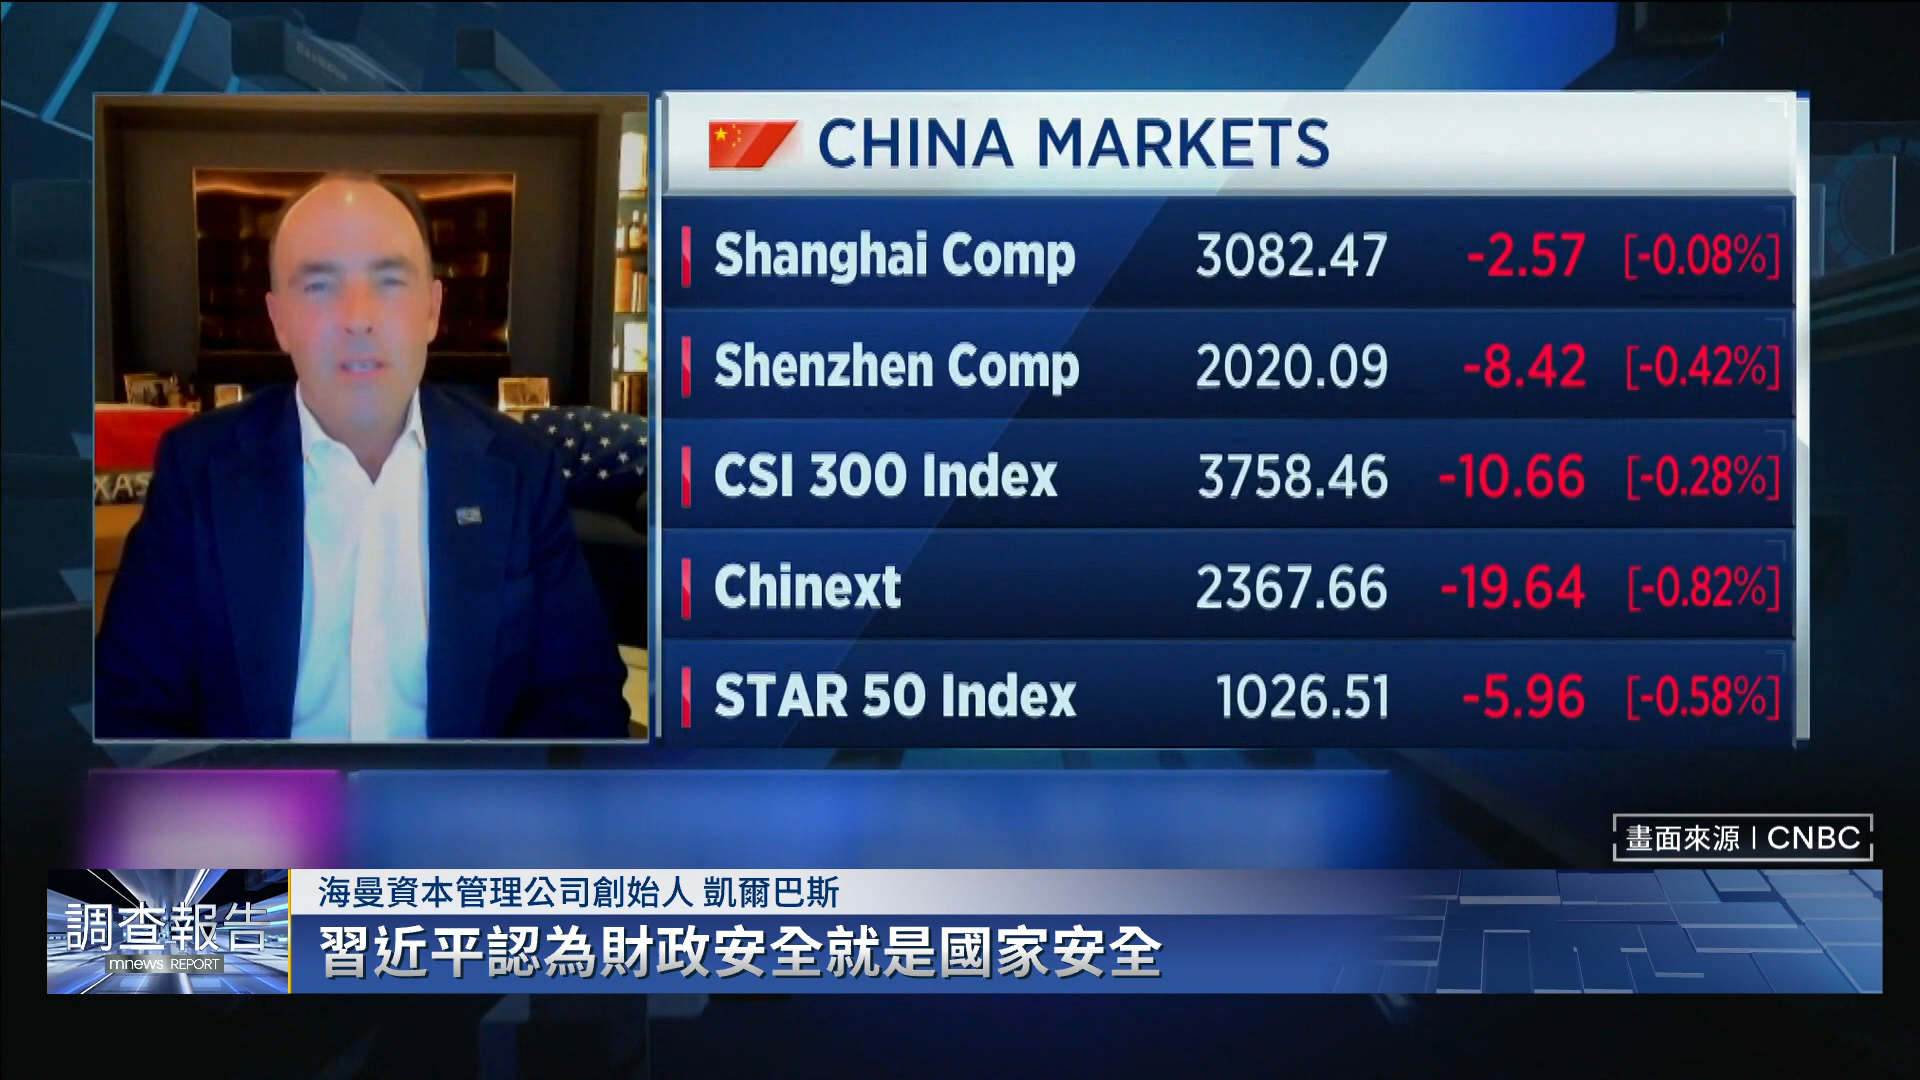 CHINA MARKETS
Shanghai Comp 3082.47 -2.57 [-0.08%]
Shenzhen Comp 2020.09 -8.42 [-0.42%]
CSI 300 Index 3758.46 -10.66 [-0.28%]
Chinext 2367.66 -19.64 [-0.82%]
STAR 50 Index 1026.51 -5.96 [-0.58%]
XAS
畫面來源 | CNBC
海曼資本管理公司創始人 凱爾巴斯
習近平認為財政安全就是國家安全
調查報告
mnews REPORT